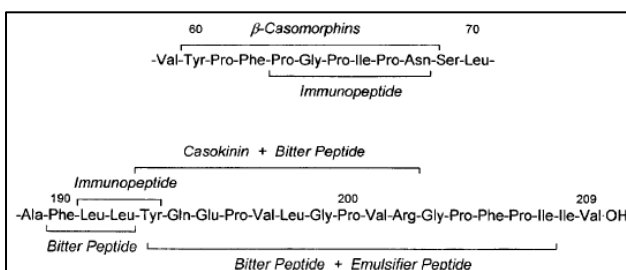 60 β-Casomorphins 70
-Val-Tyr-Pro-Phe-Pro-Gly-Pro-Ile-Pro-Asn-Ser-Leu-
Immunopeptide
Casokinin + Bitter Peptide
Immunopeptide
190 200 209
-Ala-Phe-Leu-Leu-Tyr-Gln-Glu-Pro-Val-Leu-Gly-Pro-Val-Arg-Gly-Pro-Phe-Pro-Ile-Ile-Val·OH
Bitter Peptide
Bitter Peptide + Emulsifier Peptide